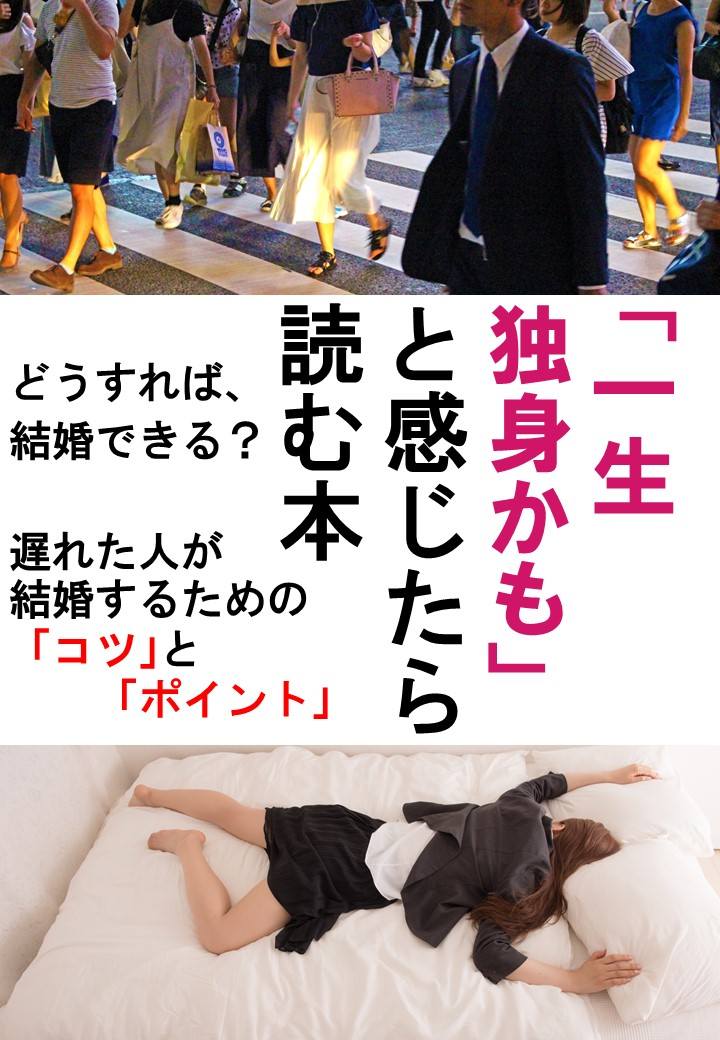 「一生
独身かも」
と感じたら
読む本
どうすれば、
結婚できる？
遅れた人が
結婚するための
「コツ」と
「ポイント」